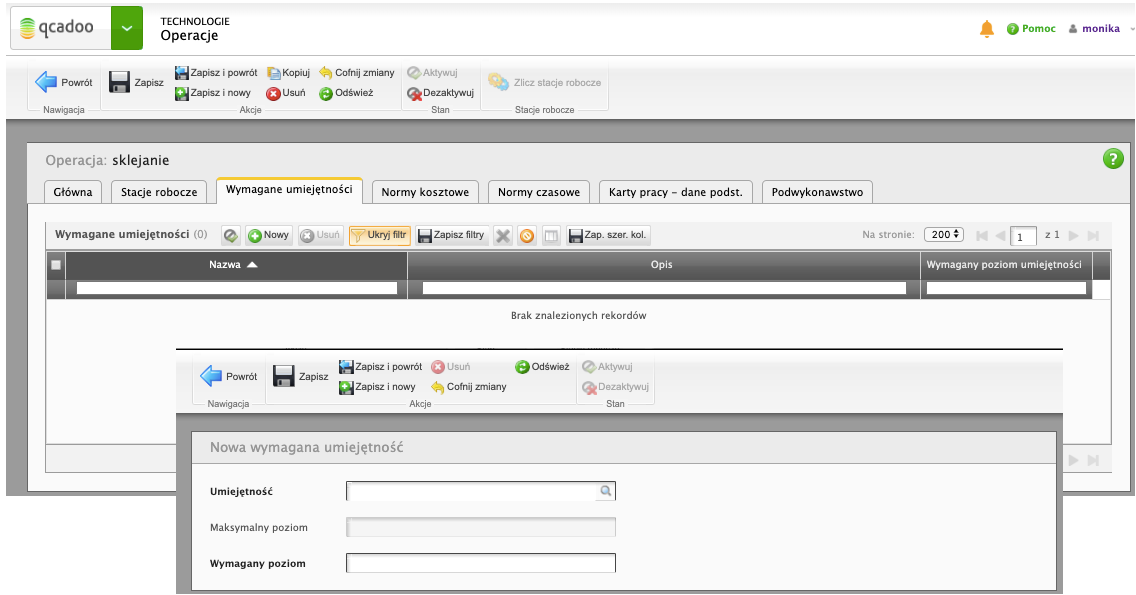 qcadoo
TECHNOLOGIE
Operacje
Pomoc monika
Powrót Zapisz Zapisz i powrót Kopiuj Cofnij zmiany Aktywuj Zlicz stacje robocze
Zapisz i nowy Usuń Odśwież Dezaktywuj
Nawigacja Akcje Stan Stacje robocze
Operacja: sklejanie ?
Główna Stacje robocze Wymagane umiejętności Normy kosztowe Normy czasowe Karty pracy - dane podst. Podwykonawstwo
Wymagane umiejętności (0) Nowy Usuń Ukryj filtr Zapisz filtry Zap. szer. kol. Na stronie: 200 1 z 1
Nazwa Opis Wymagany poziom umiejętności
Brak znalezionych rekordów
Powrót Zapisz Zapisz i powrót Usuń Odśwież Aktywuj
Zapisz i nowy Cofnij zmiany Dezaktywuj
Nawigacja Akcje Stan
Nowa wymagana umiejętność
Umiejętność
Maksymalny poziom
Wymagany poziom